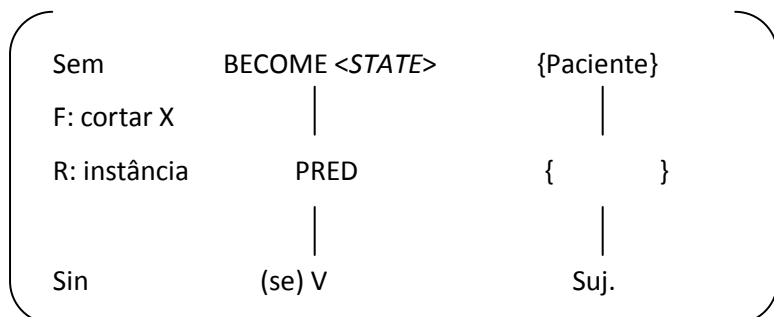 Sem BECOME <STATE> {Paciente}
F: cortar X
R: instância PRED { }
Sin (se) V Suj.